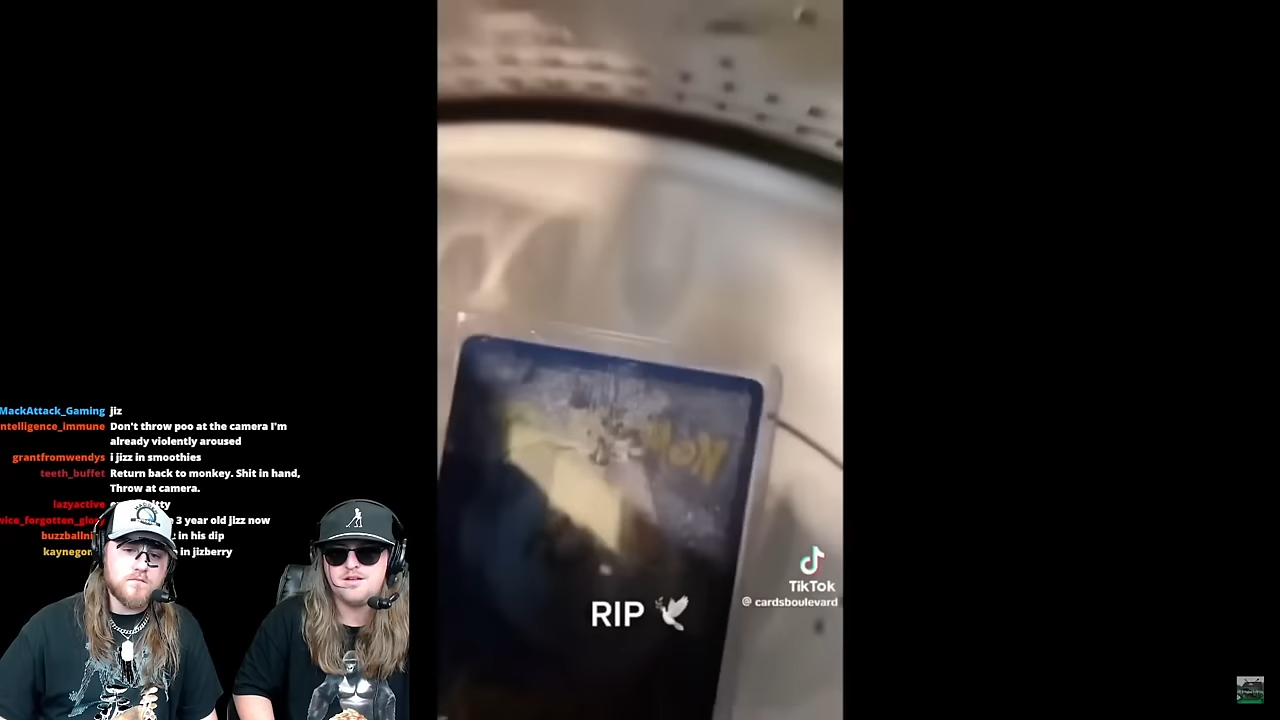 MackAttack_Gaming jiz
ntelligence_immune Don't throw poo at the camera I'm
already violently aroused
grantfromwendys i jizz in smoothies
teeth_buffet Return back to monkey. Shit in hand,
Throw at camera.
lazyactive
3 year old jizz now
in his dip
in jizberry
RIP 🕊
TikTok
@ cardsboulevard